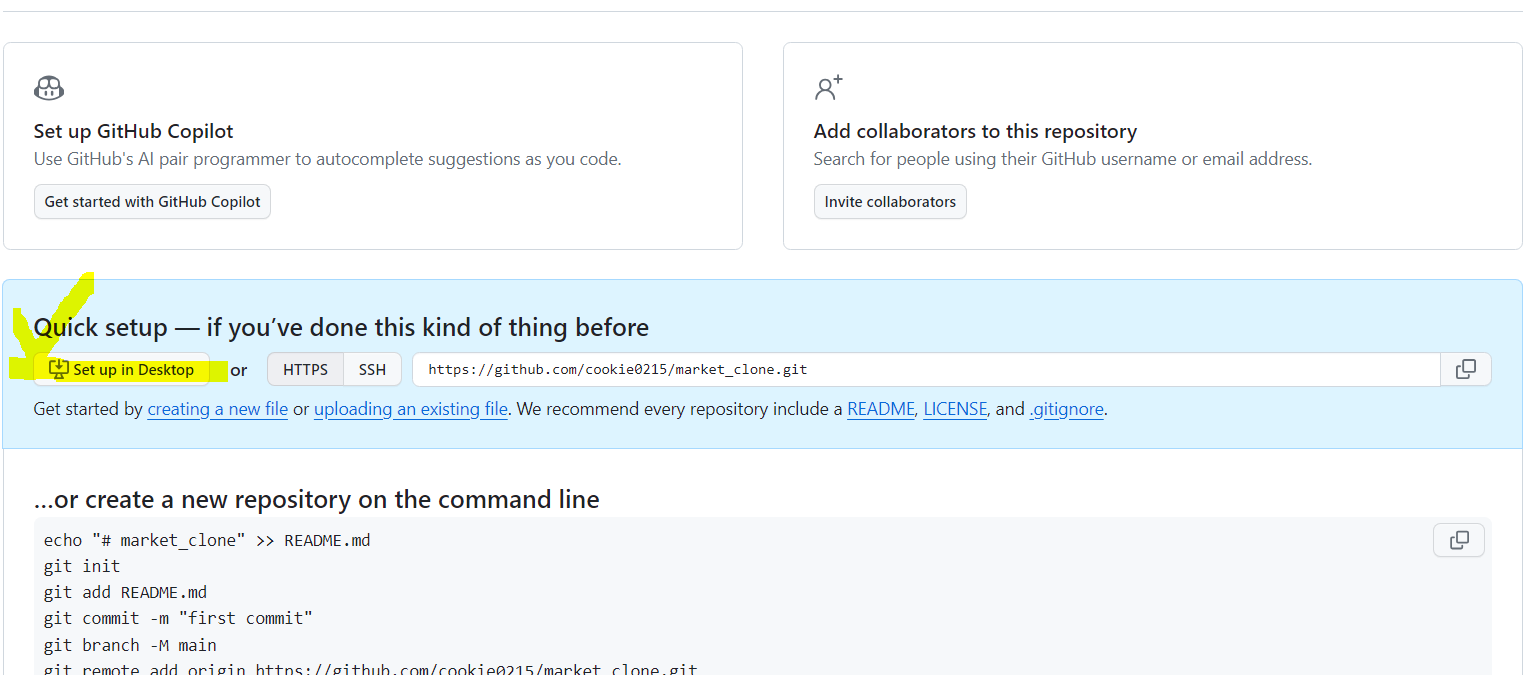 Set up GitHub Copilot
Use GitHub's AI pair programmer to autocomplete suggestions as you code.
Get started with GitHub Copilot
Add collaborators to this repository
Search for people using their GitHub username or email address.
Invite collaborators
Quick setup — if you’ve done this kind of thing before
Set up in Desktop or HTTPS SSH https://github.com/cookie0215/market_clone.git
Get started by creating a new file or uploading an existing file. We recommend every repository include a README, LICENSE, and .gitignore.
…or create a new repository on the command line
echo "# market_clone" >> README.md
git init
git add README.md
git commit -m "first commit"
git branch -M main
git remote add origin https://github.com/cookie0215/market_clone.git